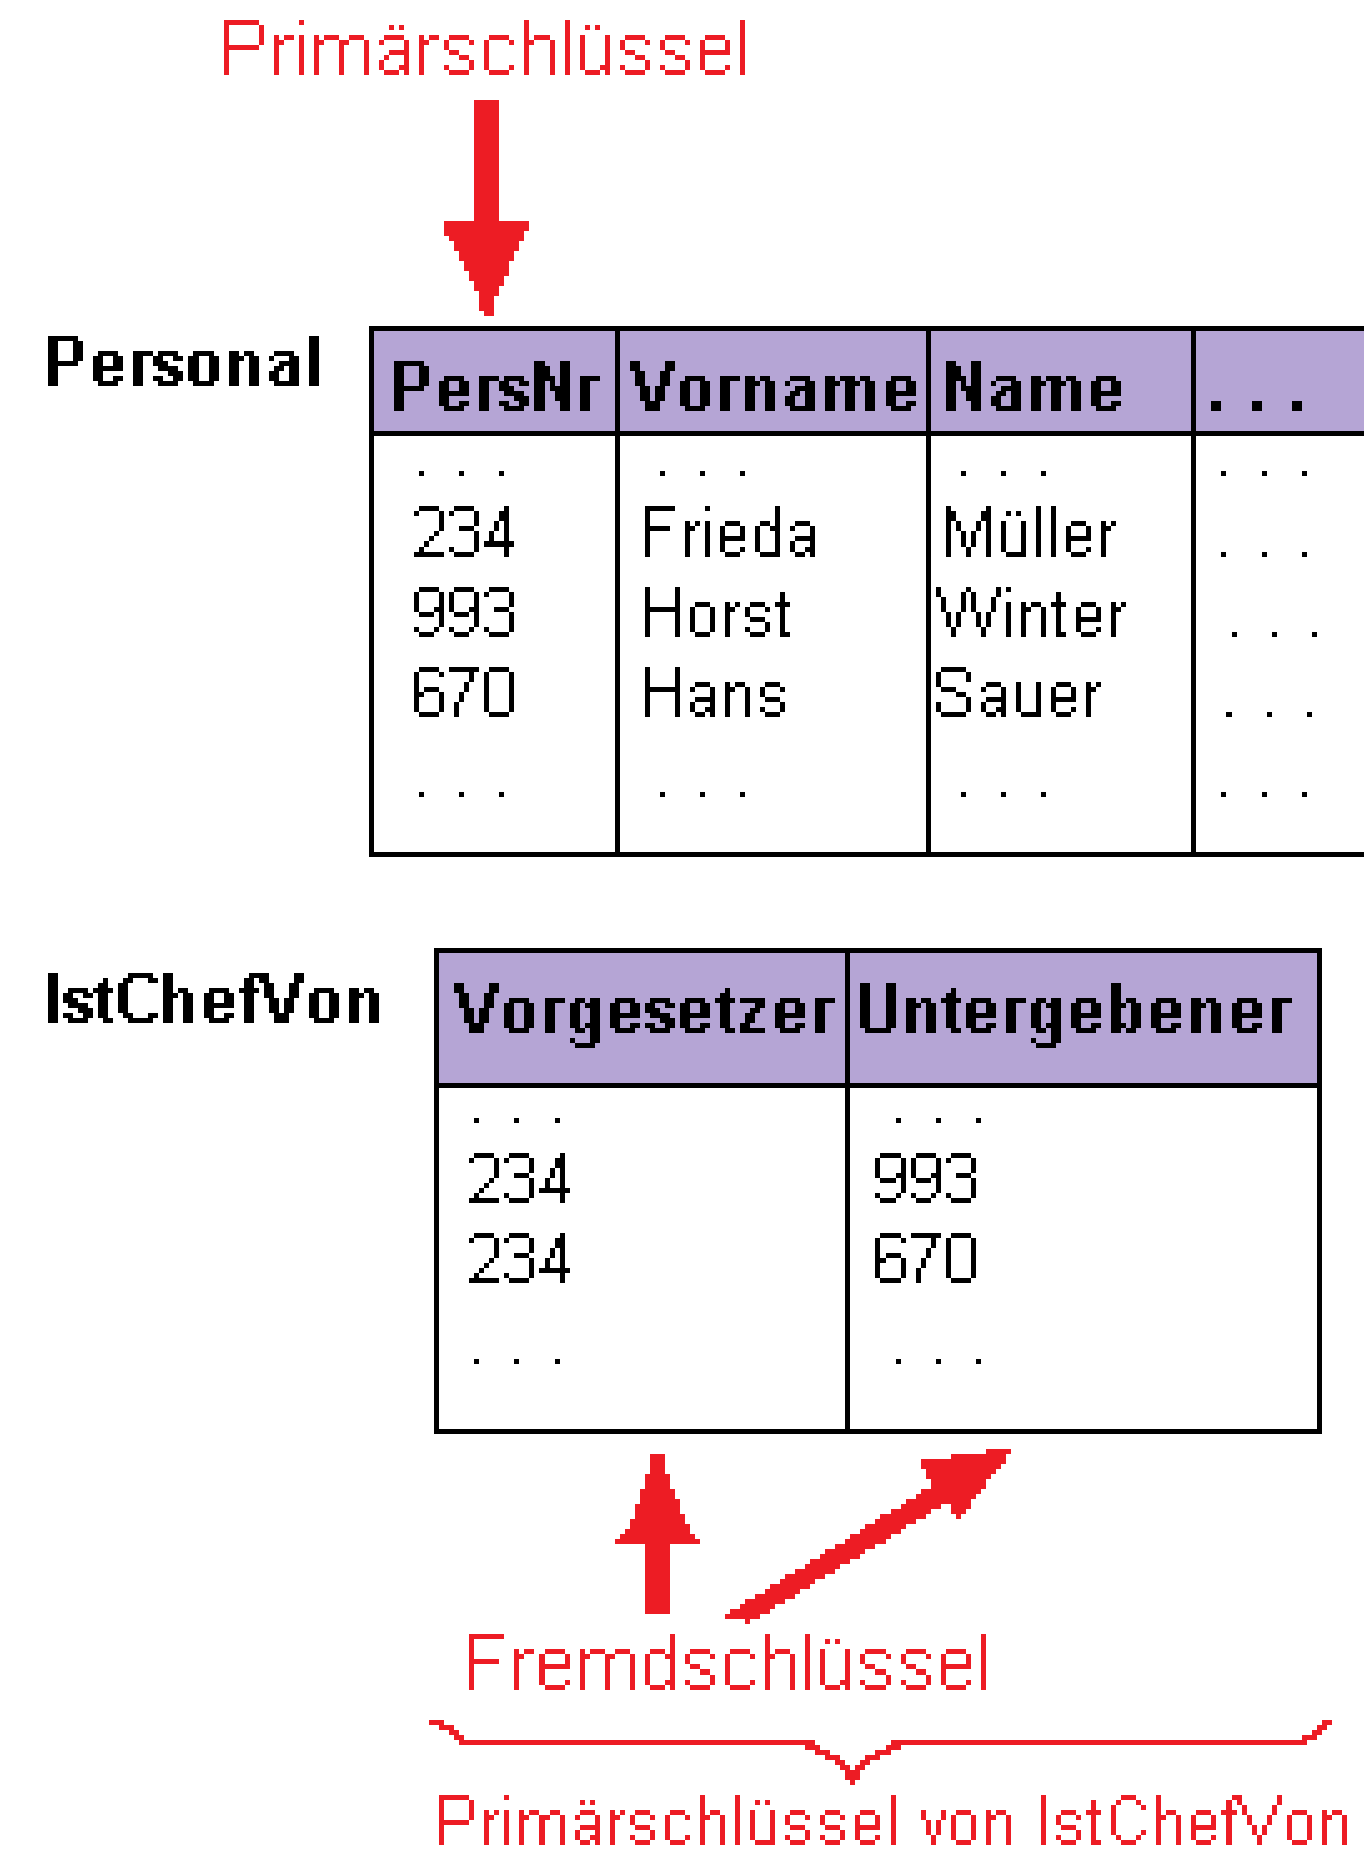 Primärschlüssel
Personal
PersNr Vorname Name . . .
. . . . . . . . . . . .
234 Frieda Müller . . .
993 Horst Winter . . .
670 Hans Sauer . . .
. . . . . . . . . . . .
IstChefVon
Vorgesetzer Untergebener
. . . . . .
234 993
234 670
. . . . . .
Fremdschlüssel
Primärschlüssel von IstChefVon